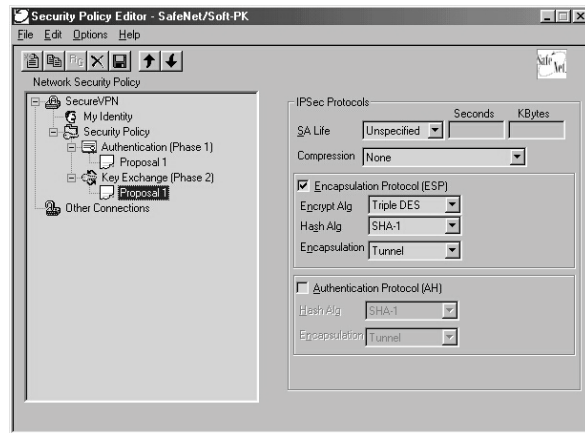 Security Policy Editor - SafeNet/Soft-PK
File Edit Options Help
Safe
Net
Network Security Policy
SecureVPN
My Identity
Security Policy
Authentication (Phase 1)
Proposal 1
Key Exchange (Phase 2)
Proposal 1
Other Connections
IPSec Protocols
Seconds KBytes
SA Life Unspecified
Compression None
Encapsulation Protocol (ESP)
Encrypt Alg Triple DES
Hash Alg SHA-1
Encapsulation Tunnel
Authentication Protocol (AH)
Hash Alg SHA-1
Encapsulation Tunnel